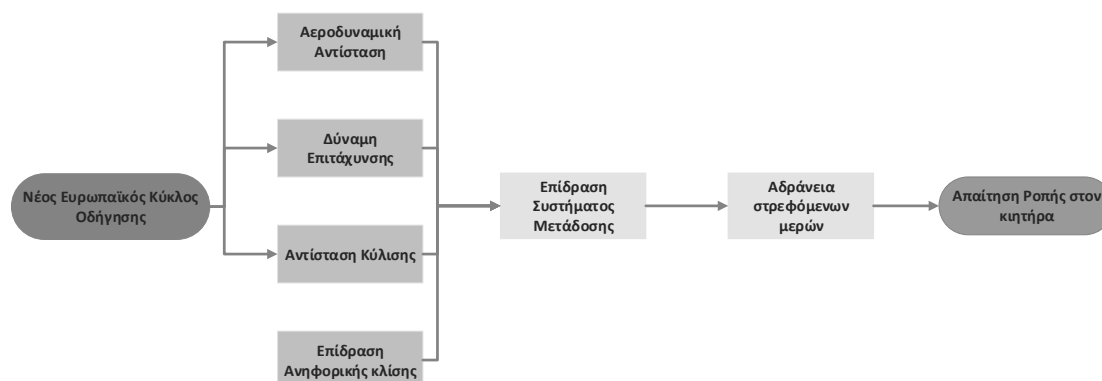 Αεροδυναμική
Αντίσταση
Δύναμη
Επιτάχυνσης
Νέος Ευρωπαϊκός Κύκλος
Οδήγησης
Αντίσταση Κύλισης
Επίδραση
Ανηφορικής κλίσης
Επίδραση
Συστήματος
Μετάδοσης
Αδράνεια
στρεφόμενων
μερών
Απαίτηση Ροπής στον
κιητήρα